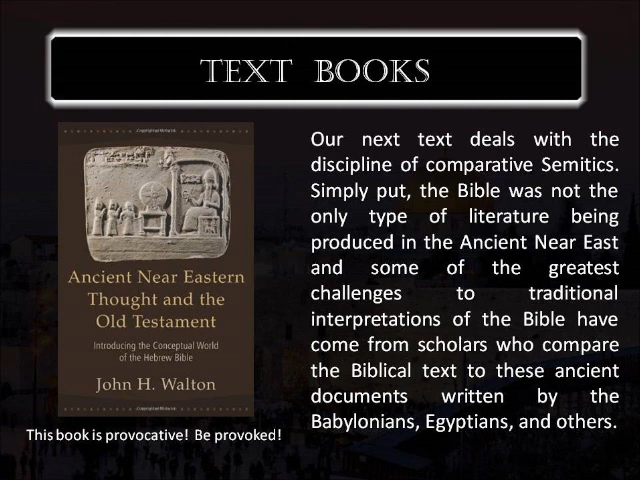 TEXT BOOKS
Ancient Near Eastern
Thought and the
Old Testament
Introducing the Conceptual World
of the Hebrew Bible
John H. Walton
This book is provocative! Be provoked!
Our next text deals with the
discipline of comparative Semitics.
Simply put, the Bible was not the
only type of literature being
produced in the Ancient Near East
and some of the greatest
challenges to traditional
interpretations of the Bible have
come from scholars who compare
the Biblical text to these ancient
documents written by the
Babylonians, Egyptians, and others.